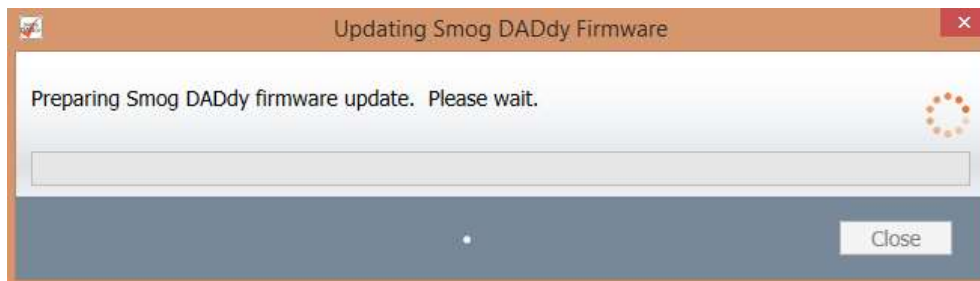 Updating Smog DADdy Firmware
Preparing Smog DADdy firmware update.  Please wait.
Close